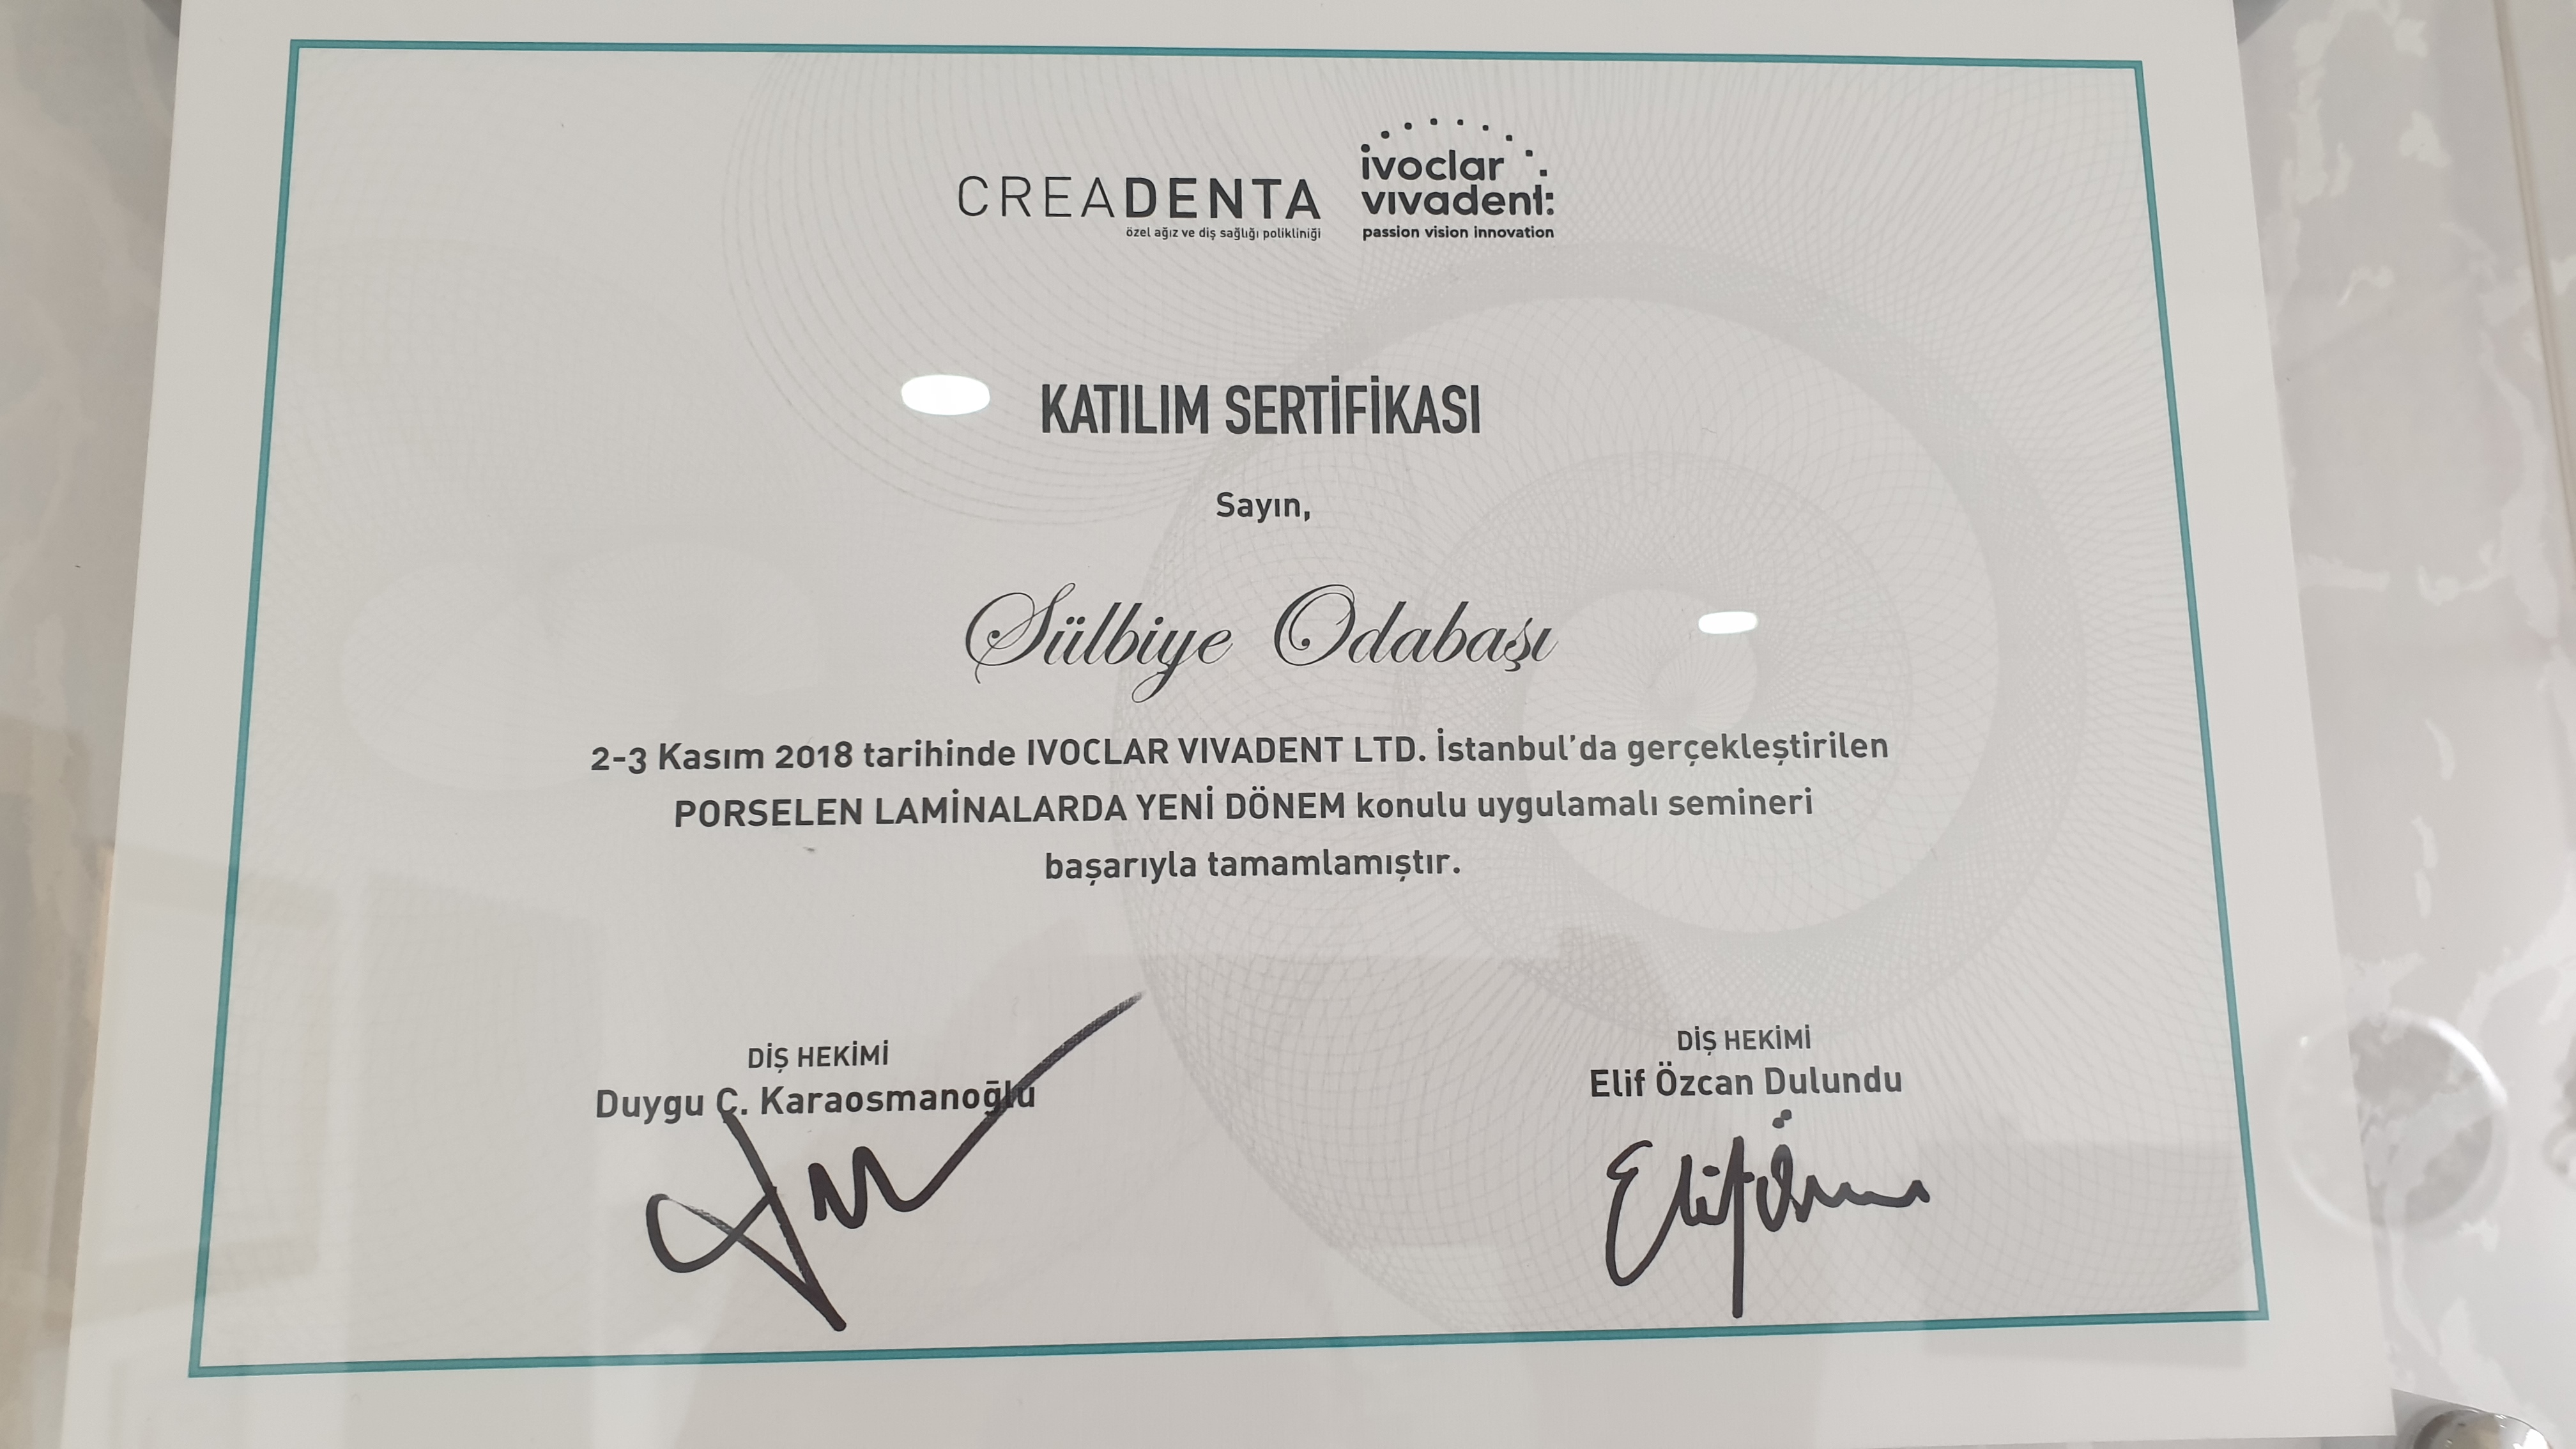 CREADENTA
özel ağız ve diş sağlığı polikliniği
ivoclar
vivadent:
passion vision innovation
KATILIM SERTİFİKASI
Sayın,
Sülbiye Odabaşı
2-3 Kasım 2018 tarihinde IVOCLAR VIVADENT LTD. İstanbul'da gerçekleştirilen
PORSELEN LAMİNALARDA YENİ DÖNEM konulu uygulamalı semineri
başarıyla tamamlamıştır.
DİŞ HEKİMİ
Duygu Ç. Karaosmanoğlu
DİŞ HEKİMİ
Elif Özcan Dulundu